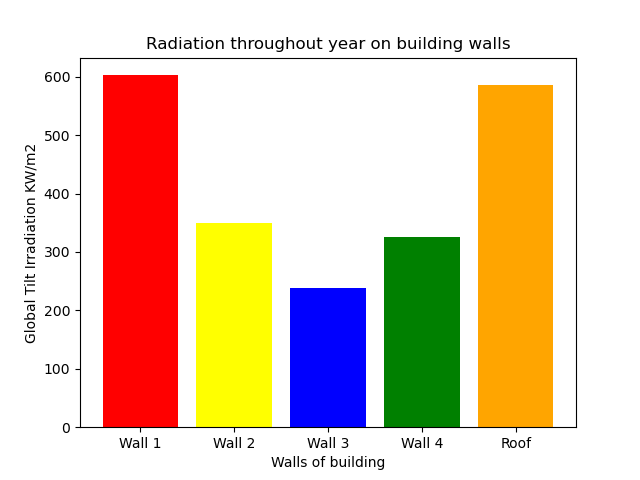 Radiation throughout year on building walls
Global Tilt Irradiation KW/m2
600
500
400
300
200
100
0
Wall 1 Wall 2 Wall 3 Wall 4 Roof
Walls of building